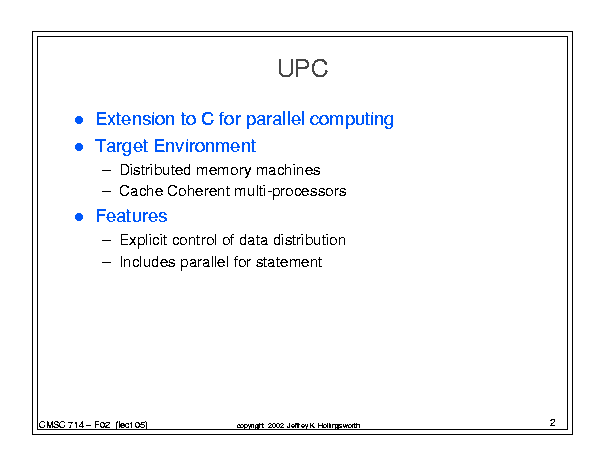 UPC
● Extension to C for parallel computing
● Target Environment
– Distributed memory machines
– Cache Coherent multi-processors
● Features
– Explicit control of data distribution
– Includes parallel for statement
CMSC 714 – F02 (lect 05)
copyright 2002 Jeffrey K. Hollingsworth
2